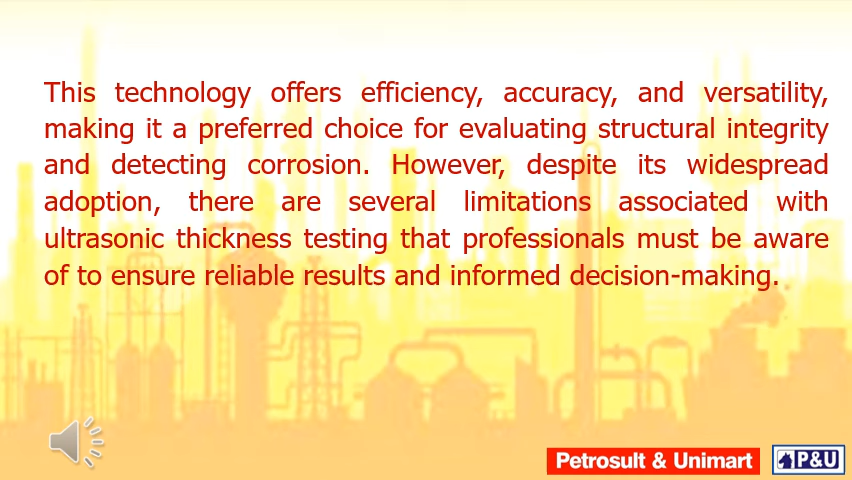 This technology offers efficiency, accuracy, and versatility,
making it a preferred choice for evaluating structural integrity
and detecting corrosion. However, despite its widespread
adoption, there are several limitations associated with
ultrasonic thickness testing that professionals must be aware
of to ensure reliable results and informed decision-making.
Petrosult & Unimart
P&U